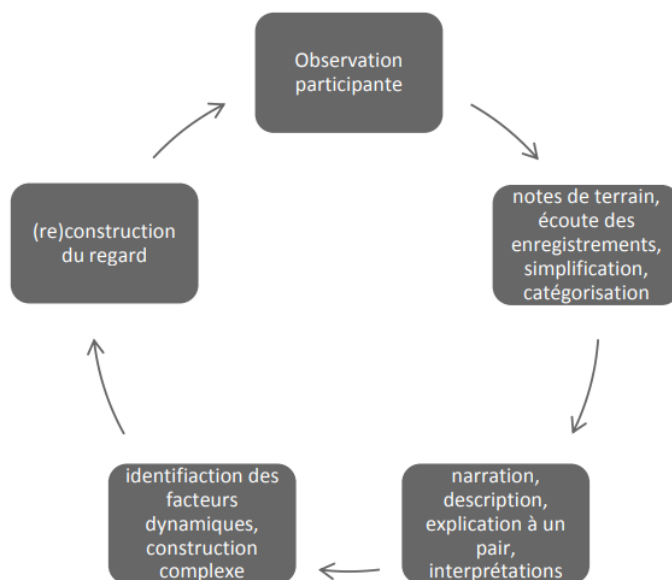 Observation
participante
notes de terrain,
écoute des
enregistrements,
simplification,
catégorisation
narration,
description,
explication à un
pair,
interprétations
identifiaction des
facteurs
dynamiques,
construction
complexe
(re)construction
du regard